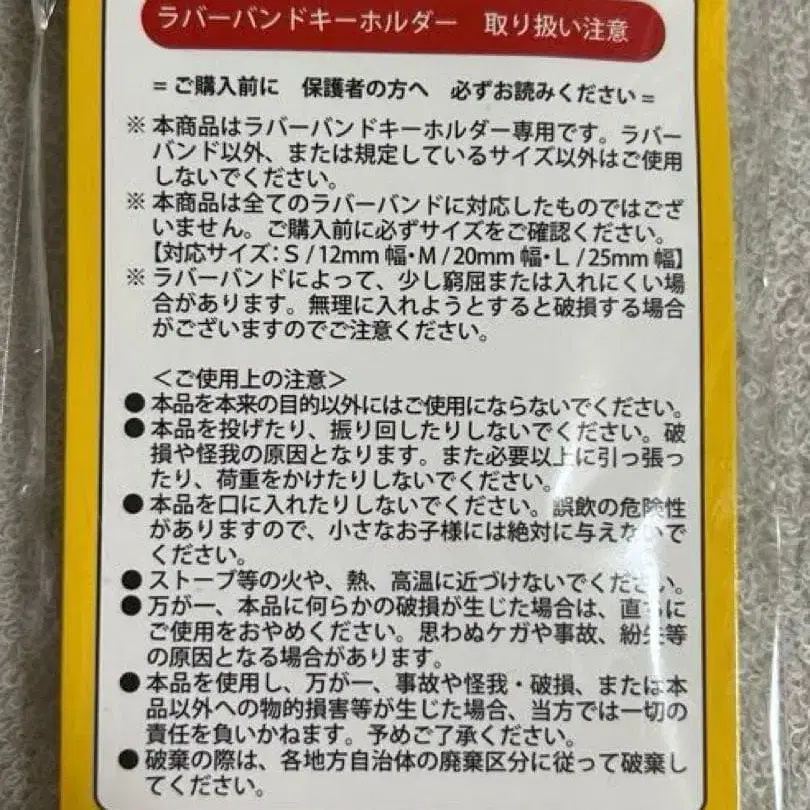 ラバーバンドキーホルダー　取り扱い注意
= ご購入前に　保護者の方へ　必ずお読みください =
※ 本商品はラバーバンドキーホルダー専用です。ラバー
バンド以外、または規定しているサイズ以外はご使用
しないでください。
※ 本商品は全てのラバーバンドに対応したものではござ
いません。ご購入前に必ずサイズをご確認ください。
【対応サイズ：S / 12mm 幅・M / 20mm 幅・L / 25mm 幅】
※ ラバーバンドによって、少し窮屈または入れにくい場
合があります。無理に入れようとすると破損する場合
がございますのでご注意ください。
＜ご使用上の注意＞
● 本品を本来の目的以外にはご使用にならないでください。
● 本品を投げたり、振り回したりしないでください。破
損や怪我の原因となります。また必要以上に引っ張っ
たり、荷重をかけたりしないでください。
● 本品を口に入れたりしないでください。誤飲の危険性
がありますので、小さなお子様には絶対に与えないで
ください。
● ストーブ等の火や、熱、高温に近づけないでください。
● 万が一、本品に何らかの破損が生じた場合は、直ちに
ご使用をおやめください。思わぬケガや事故、紛失等
の原因となる場合があります。
● 本品を使用し、万が一、事故や怪我・破損、または本
品以外への物的損害等が生じた場合、当方では一切の
責任を負いかねます。予めご了承ください。
● 破棄の際は、各地方自治体の廃棄区分に従って破棄し
てください。